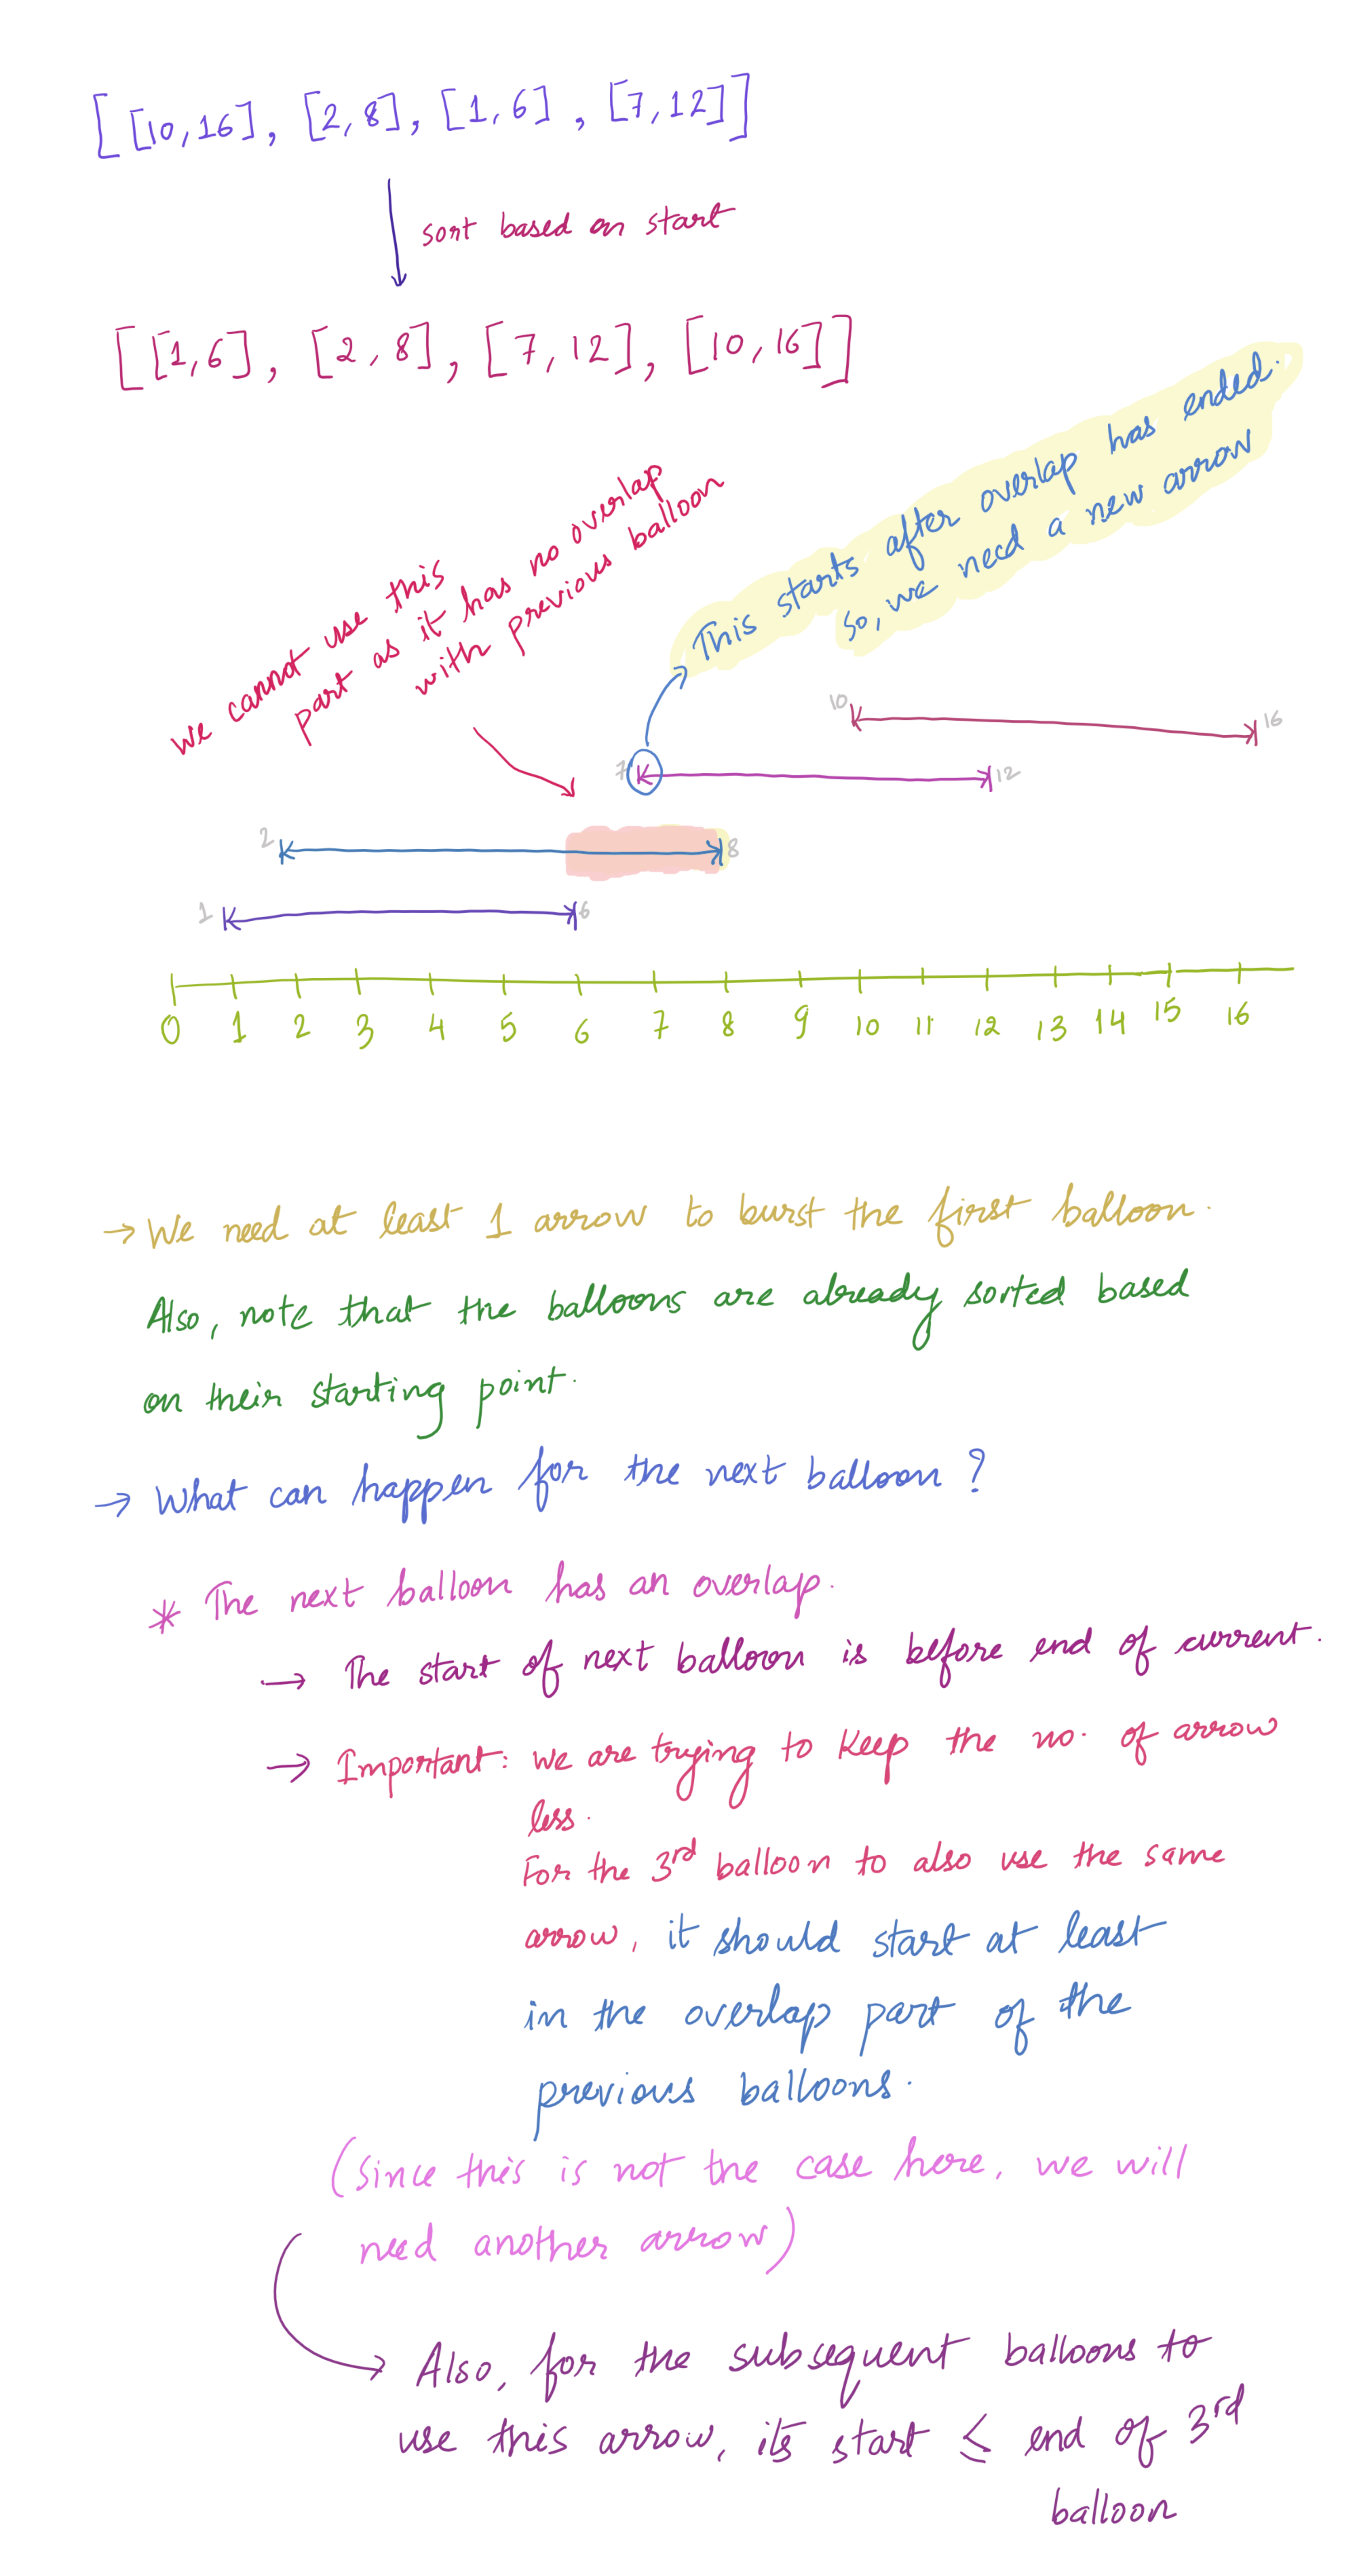 [[10,16], [2,8], [1,6], [7,12]]
sort based on start
[[1,6], [2,8], [7,12], [10,16]]
This starts after overlap has ended.
So, we need a new arrow
we cannot use this
part as it has no overlap
with previous balloon
10 16
7 12
2 8
1 6
0 1 2 3 4 5 6 7 8 9 10 11 12 13 14 15 16
→ We need at least 1 arrow to burst the first balloon.
Also, note that the balloons are already sorted based
on their starting point.
→ What can happen for the next balloon?
* The next balloon has an overlap.
→ The start of next balloon is before end of current.
→ Important: we are trying to keep the no. of arrow
less.
For the 3rd balloon to also use the same
arrow, it should start at least
in the overlap part of the
previous balloons.
(since this is not the case here, we will
need another arrow)
Also, for the subsequent balloons to
use this arrow, its start ≤ end of 3rd
balloon